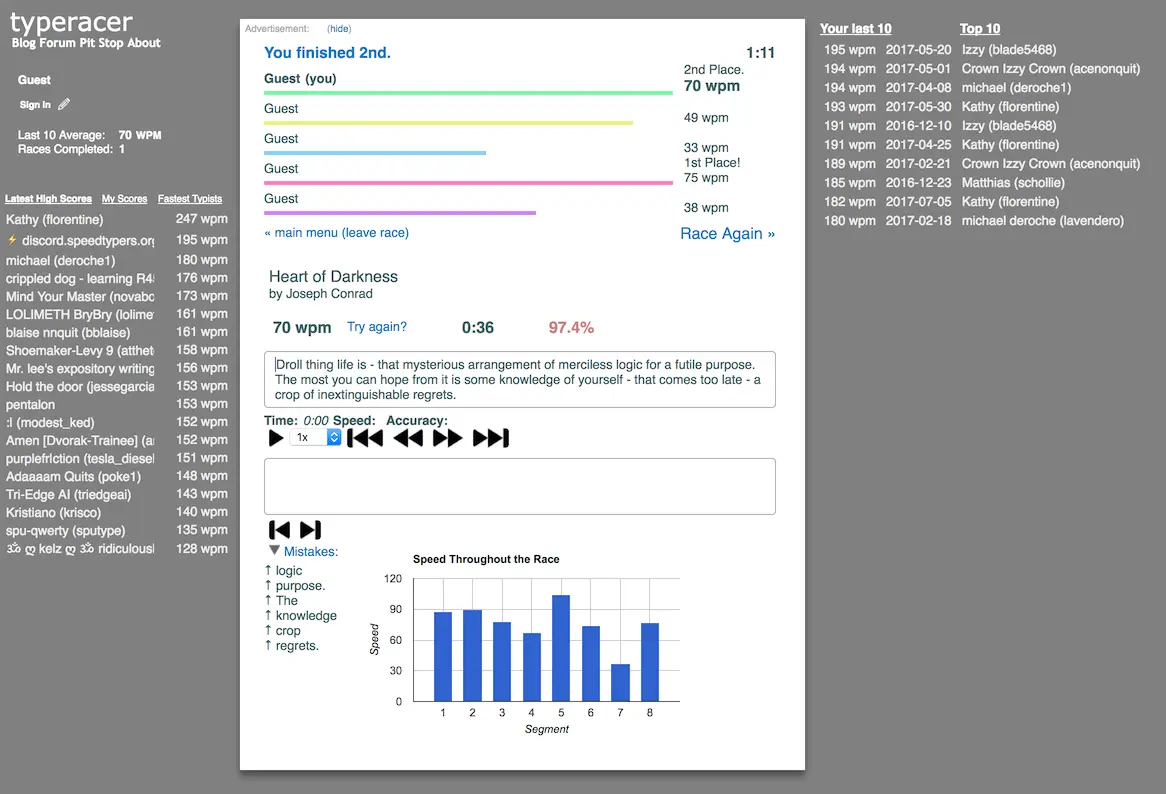 typeracer
Blog Forum Pit Stop About
Guest
Sign In
Last 10 Average: 70 WPM
Races Completed: 1
Latest High Scores My Scores Fastest Typists
Kathy (florentine) 247 wpm
⚡ discord.speedtypers.org 195 wpm
michael (deroche1) 180 wpm
crippled dog - learning R4 176 wpm
Mind Your Master (novabo 173 wpm
LOLIMETH BryBry (lolime 161 wpm
blaise nnquit (bblaise) 161 wpm
Shoemaker-Levy 9 (atthet 158 wpm
Mr. lee's expository writing 156 wpm
Hold the door (jessegarcia 153 wpm
pentalon 153 wpm
:l (modest_ked) 152 wpm
Amen [Dvorak-Trainee] (a 152 wpm
purplefrIction (tesla_diesel 151 wpm
Adaaaam Quits (poke1) 148 wpm
Tri-Edge AI (triedgeai) 143 wpm
Kristiano (krisco) 140 wpm
spu-qwerty (sputype) 135 wpm
ૐ ღ kelz ღ ૐ ridiculousl 128 wpm
Advertisement: (hide)
You finished 2nd. 1:11
Guest (you)
2nd Place.
70 wpm
Guest
49 wpm
Guest
33 wpm
Guest
1st Place!
75 wpm
Guest
38 wpm
« main menu (leave race) Race Again »
Heart of Darkness
by Joseph Conrad
70 wpm Try again? 0:36 97.4%
Droll thing life is - that mysterious arrangement of merciless logic for a futile purpose.
The most you can hope from it is some knowledge of yourself - that comes too late - a
crop of inextinguishable regrets.
Time: 0:00 Speed: Accuracy:
1x
Mistakes:
↑ logic
↑ purpose.
↑ The
↑ knowledge
↑ crop
↑ regrets.
Speed Throughout the Race
120
90
60
30
0
Speed
1 2 3 4 5 6 7 8
Segment
Your last 10 Top 10
195 wpm 2017-05-20 Izzy (blade5468)
194 wpm 2017-05-01 Crown Izzy Crown (acenonquit)
194 wpm 2017-04-08 michael (deroche1)
193 wpm 2017-05-30 Kathy (florentine)
191 wpm 2016-12-10 Izzy (blade5468)
191 wpm 2017-04-25 Kathy (florentine)
189 wpm 2017-02-21 Crown Izzy Crown (acenonquit)
185 wpm 2016-12-23 Matthias (schollie)
182 wpm 2017-07-05 Kathy (florentine)
180 wpm 2017-02-18 michael deroche (lavendero)